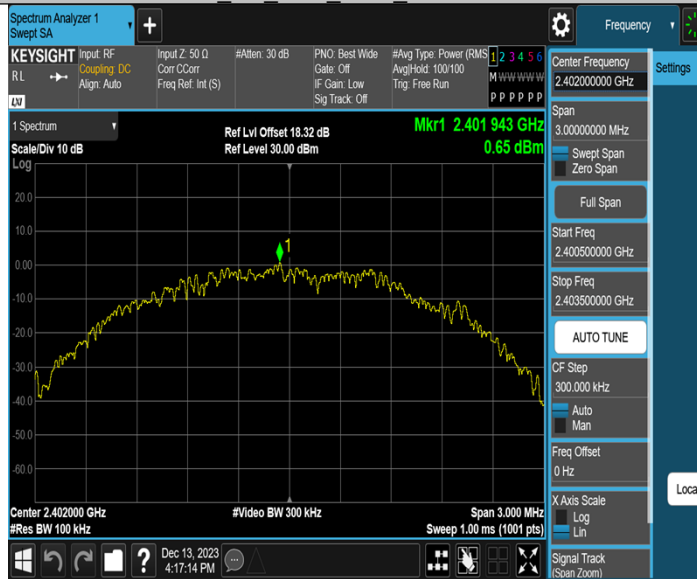 Spectrum Analyzer 1
Swept SA
+
Frequency
KEYSIGHT
RL
LXI
Input: RF
Coupling: DC
Align: Auto
Input Z: 50 Ω
Corr CCorr
Freq Ref: Int (S)
#Atten: 30 dB
PNO: Best Wide
Gate: Off
IF Gain: Low
Sig Track: Off
#Avg Type: Power (RMS
Avg|Hold: 100/100
Trig: Free Run
1 2 3 4 5 6
M W W W W W
P P P P P P
1 Spectrum
Scale/Div 10 dB
Log
Ref Lvl Offset 18.32 dB
Ref Level 30.00 dBm
Mkr1 2.401 943 GHz
0.65 dBm
20.0
10.0
0.00
-10.0
-20.0
-30.0
-40.0
-50.0
-60.0
1
Center 2.402000 GHz
#Res BW 100 kHz
#Video BW 300 kHz
Span 3.000 MHz
Sweep 1.00 ms (1001 pts)
?
Dec 13, 2023
4:17:14 PM
Center Frequency
2.402000000 GHz
Span
3.00000000 MHz
Swept Span
Zero Span
Full Span
Start Freq
2.400500000 GHz
Stop Freq
2.403500000 GHz
AUTO TUNE
CF Step
300.000 kHz
Auto
Man
Freq Offset
0 Hz
X Axis Scale
Log
Lin
Signal Track
(Span Zoom)
Settings
Loca